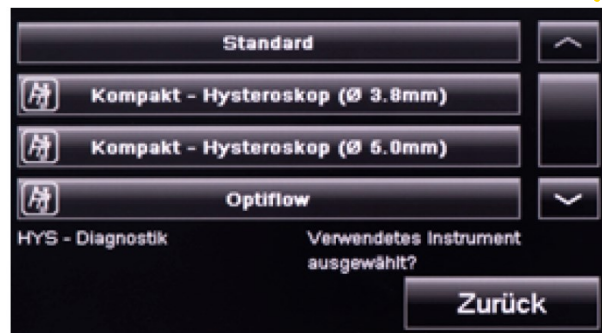 Standard
Kompakt - Hysteroskop (Ø 3.8mm)
Kompakt - Hysteroskop (Ø 5.0mm)
Optiflow
HYS - Diagnostik
Verwendetes Instrument
ausgewählt?
Zurück